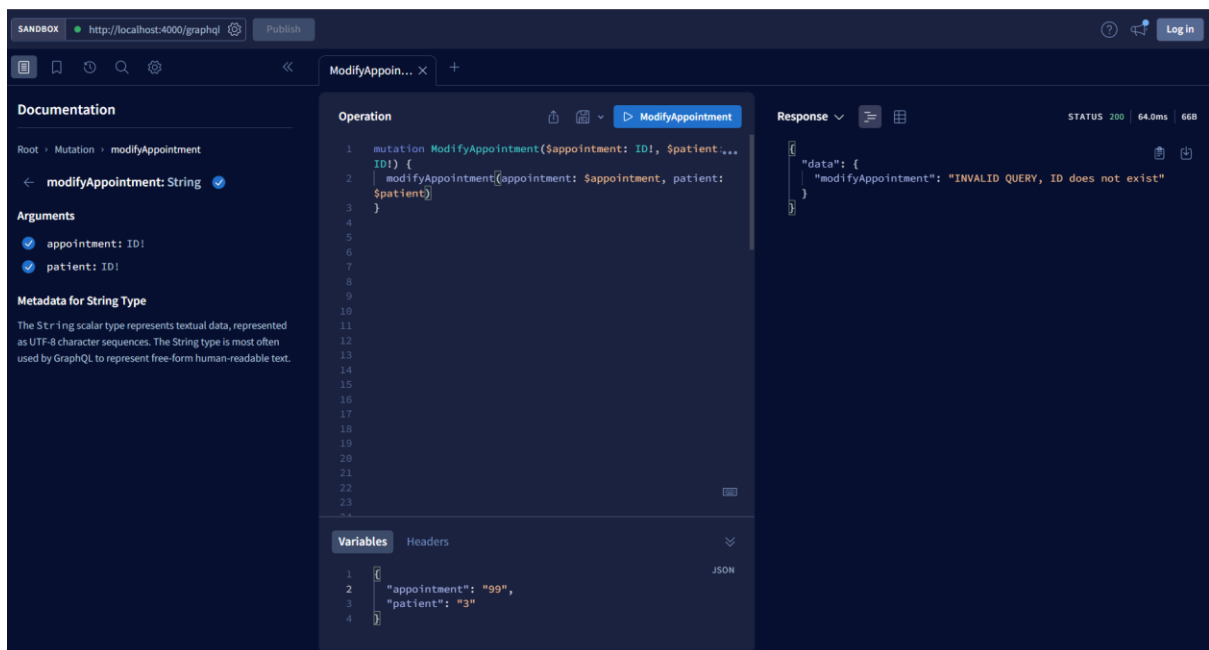 SANDBOX http://localhost:4000/graphql Publish Log in
ModifyAppoin...
Documentation
Root › Mutation › modifyAppointment
modifyAppointment: String
Arguments
appointment: ID!
patient: ID!
Metadata for String Type
The String scalar type represents textual data, represented
as UTF-8 character sequences. The String type is most often
used by GraphQL to represent free-form human-readable text.
Operation ModifyAppointment
1 mutation ModifyAppointment($appointment: ID!, $patient:...
ID!) {
2 modifyAppointment(appointment: $appointment, patient:
$patient)
3 }
4
5
6
7
8
9
10
11
12
13
14
15
16
17
18
19
20
21
22
23
24
Variables Headers
JSON
1 {
2 "appointment": "99",
3 "patient": "3"
4 }
Response STATUS 200 64.0ms 66B
{
"data": {
"modifyAppointment": "INVALID QUERY, ID does not exist"
}
}